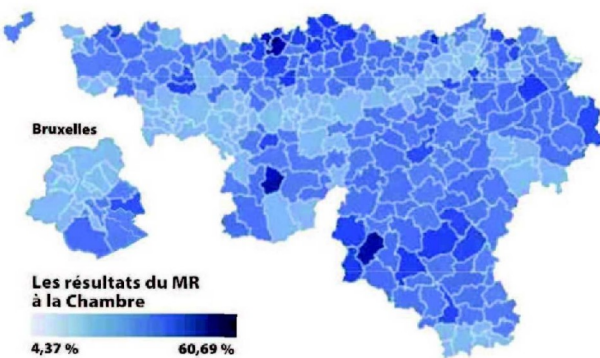 Bruxelles
Les résultats du MR
à la Chambre
4,37 %
60,69 %